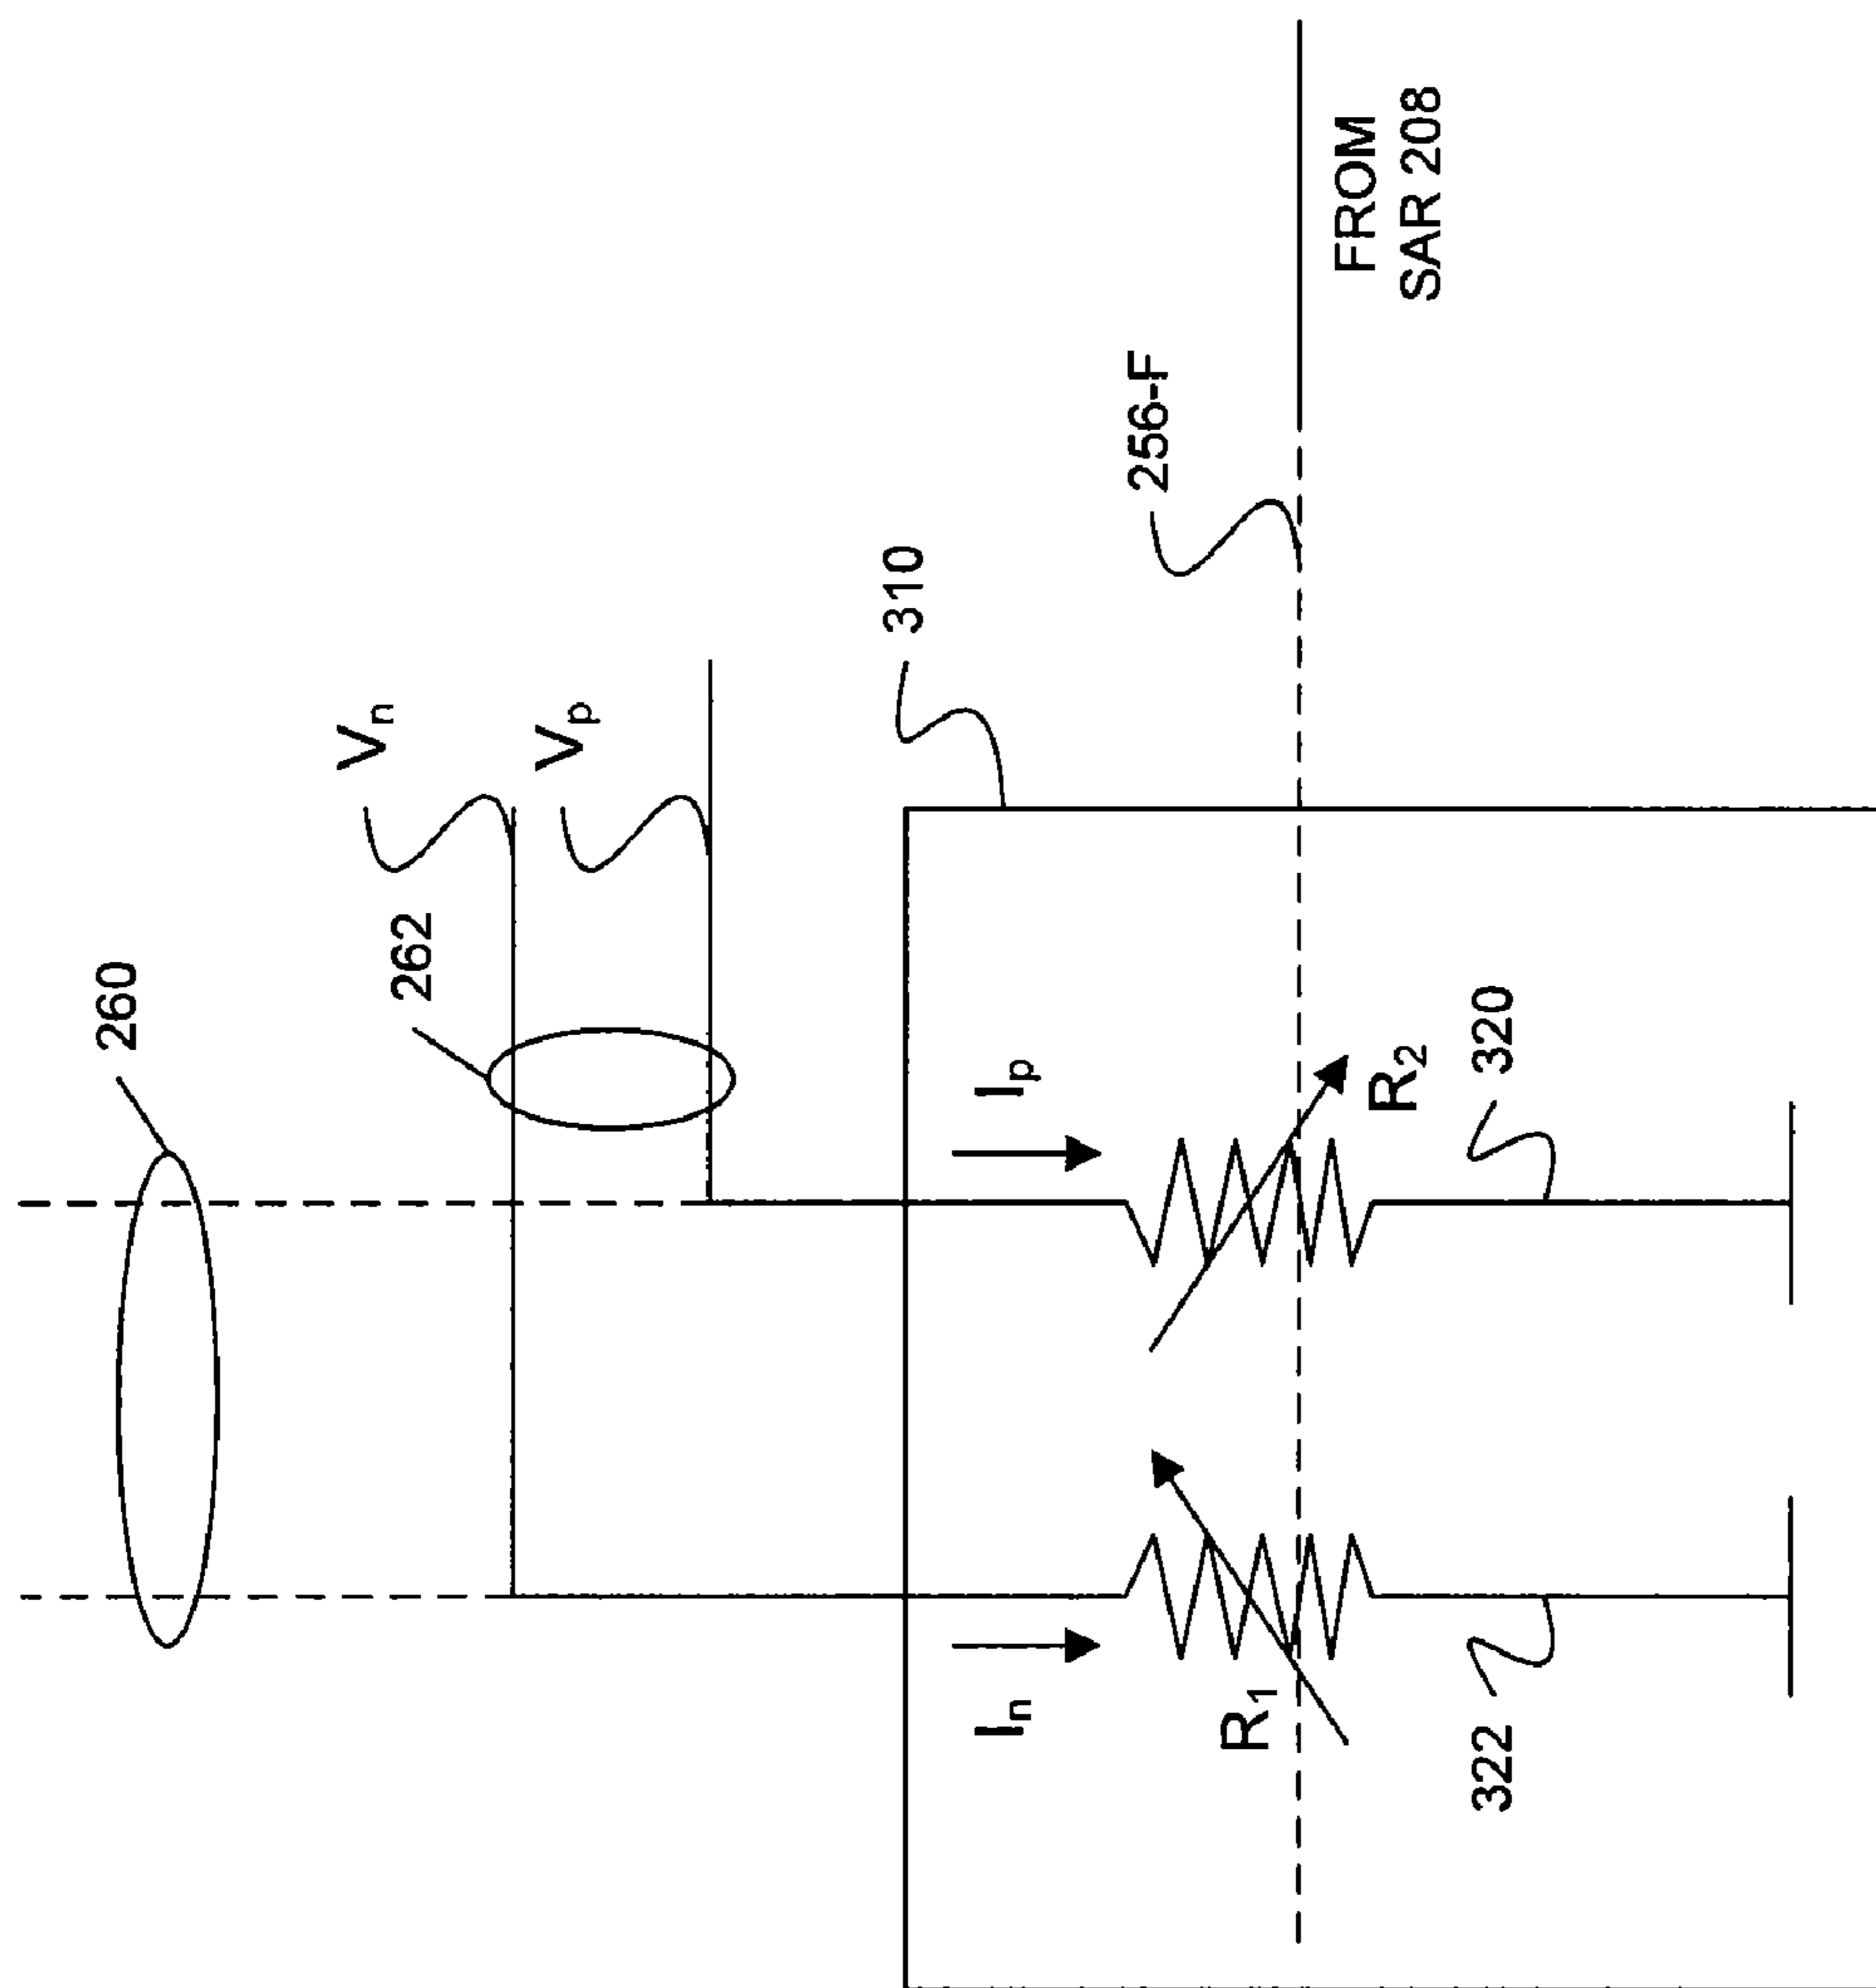 260
262
Vn
Vp
310
256-F
FROM
SAR 208
In
Ip
R1
R2
322
320